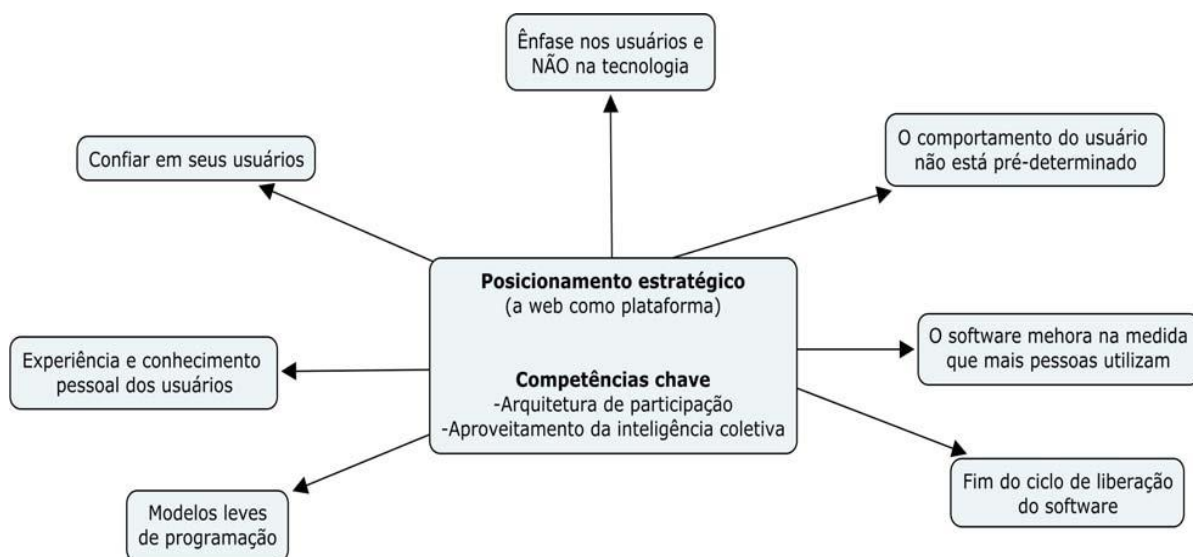 Ênfase nos usuários e
NÃO na tecnologia
Confiar em seus usuários
O comportamento do usuário
não está pré-determinado
Posicionamento estratégico
(a web como plataforma)
Competências chave
-Arquitetura de participação
-Aproveitamento da inteligência coletiva
Experiência e conhecimento
pessoal dos usuários
O software mehora na medida
que mais pessoas utilizam
Modelos leves
de programação
Fim do ciclo de liberação
do software